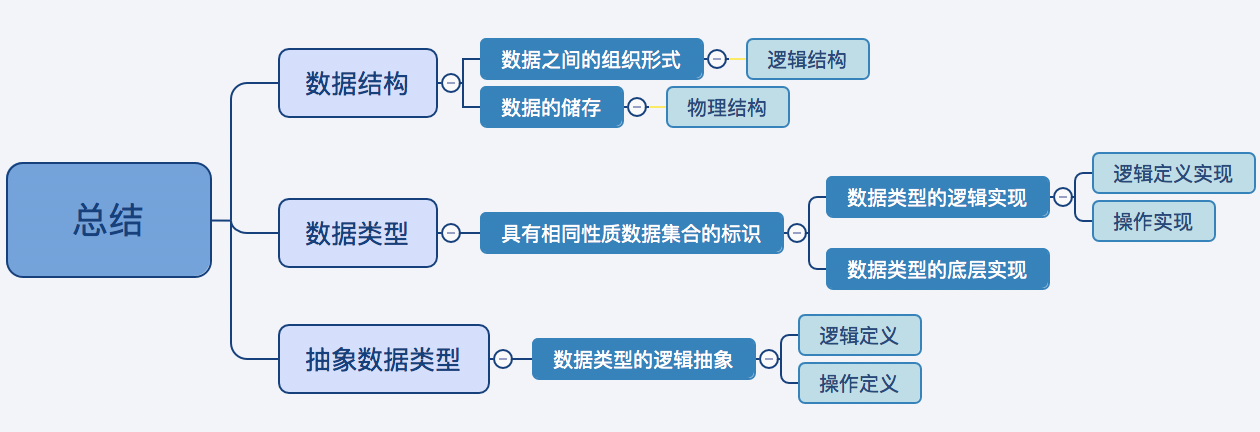 总结
数据结构
数据之间的组织形式
逻辑结构
数据的储存
物理结构
数据类型
具有相同性质数据集合的标识
数据类型的逻辑实现
逻辑定义实现
操作实现
数据类型的底层实现
抽象数据类型
数据类型的逻辑抽象
逻辑定义
操作定义